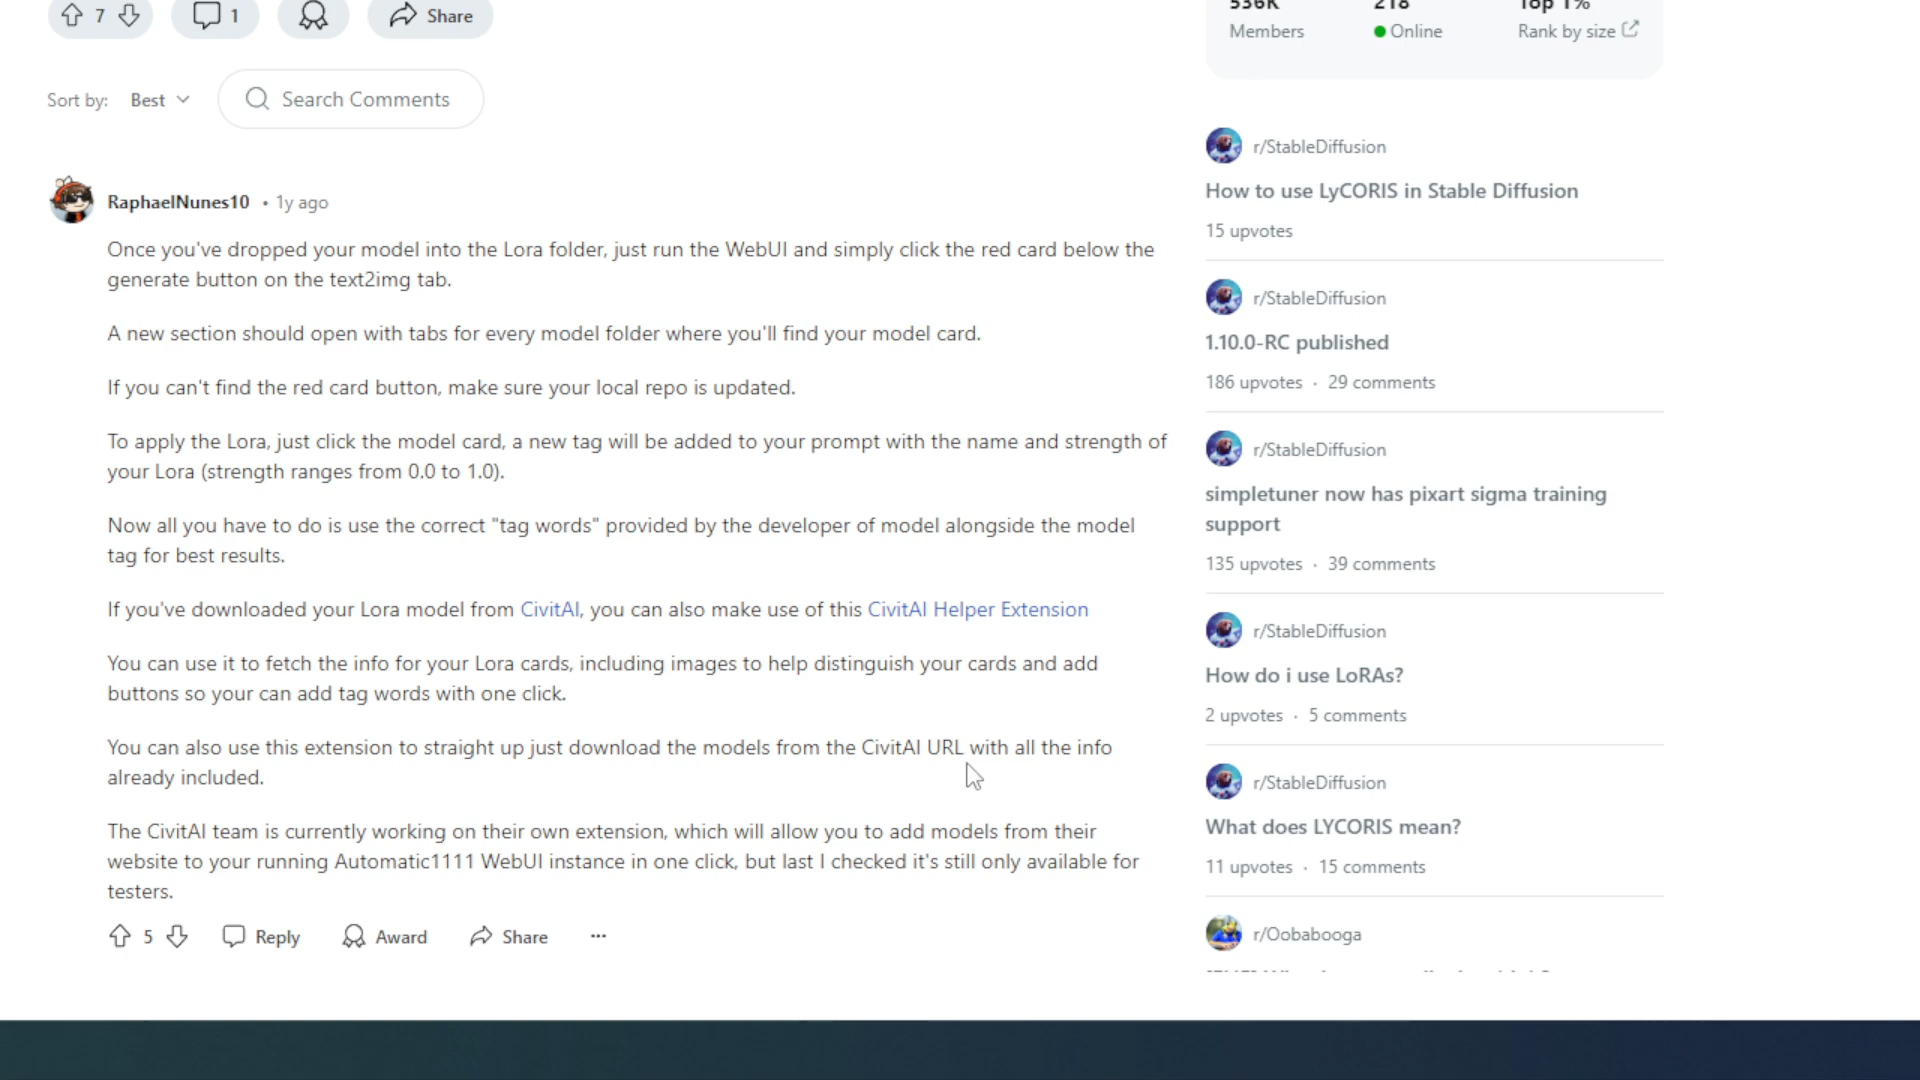 7
1
Share
Sort by:
Best
Search Comments
RaphaelNunes10 • 1y ago
Once you've dropped your model into the Lora folder, just run the WebUI and simply click the red card below the
generate button on the text2img tab.
A new section should open with tabs for every model folder where you'll find your model card.
If you can't find the red card button, make sure your local repo is updated.
To apply the Lora, just click the model card, a new tag will be added to your prompt with the name and strength of
your Lora (strength ranges from 0.0 to 1.0).
Now all you have to do is use the correct "tag words" provided by the developer of model alongside the model
tag for best results.
If you've downloaded your Lora model from CivitAI, you can also make use of this CivitAI Helper Extension
You can use it to fetch the info for your Lora cards, including images to help distinguish your cards and add
buttons so your can add tag words with one click.
You can also use this extension to straight up just download the models from the CivitAI URL with all the info
already included.
The CivitAI team is currently working on their own extension, which will allow you to add models from their
website to your running Automatic1111 WebUI instance in one click, but last I checked it's still only available for
testers.
5
Reply
Award
Share
536K
218
Top 1%
Members
Online
Rank by size
r/StableDiffusion
How to use LyCORIS in Stable Diffusion
15 upvotes
r/StableDiffusion
1.10.0-RC published
186 upvotes · 29 comments
r/StableDiffusion
simpletuner now has pixart sigma training
support
135 upvotes · 39 comments
r/StableDiffusion
How do i use LoRAs?
2 upvotes · 5 comments
r/StableDiffusion
What does LYCORIS mean?
11 upvotes · 15 comments
r/Oobabooga